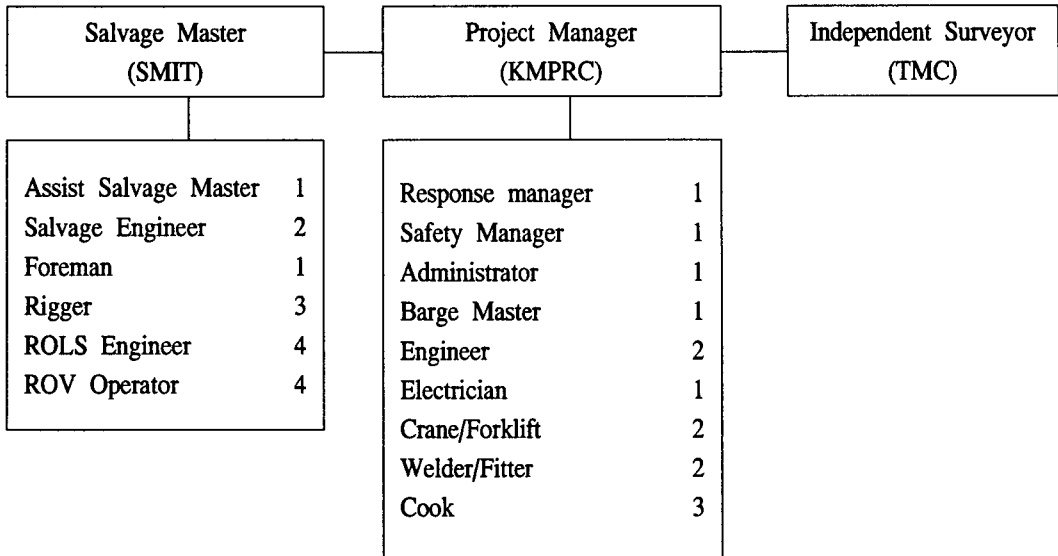 Salvage Master
(SMIT)
Project Manager
(KMPRC)
Independent Surveyor
(TMC)
Assist Salvage Master 1
Salvage Engineer 2
Foreman 1
Rigger 3
ROLS Engineer 4
ROV Operator 4
Response manager 1
Safety Manager 1
Administrator 1
Barge Master 1
Engineer 2
Electrician 1
Crane/Forklift 2
Welder/Fitter 2
Cook 3